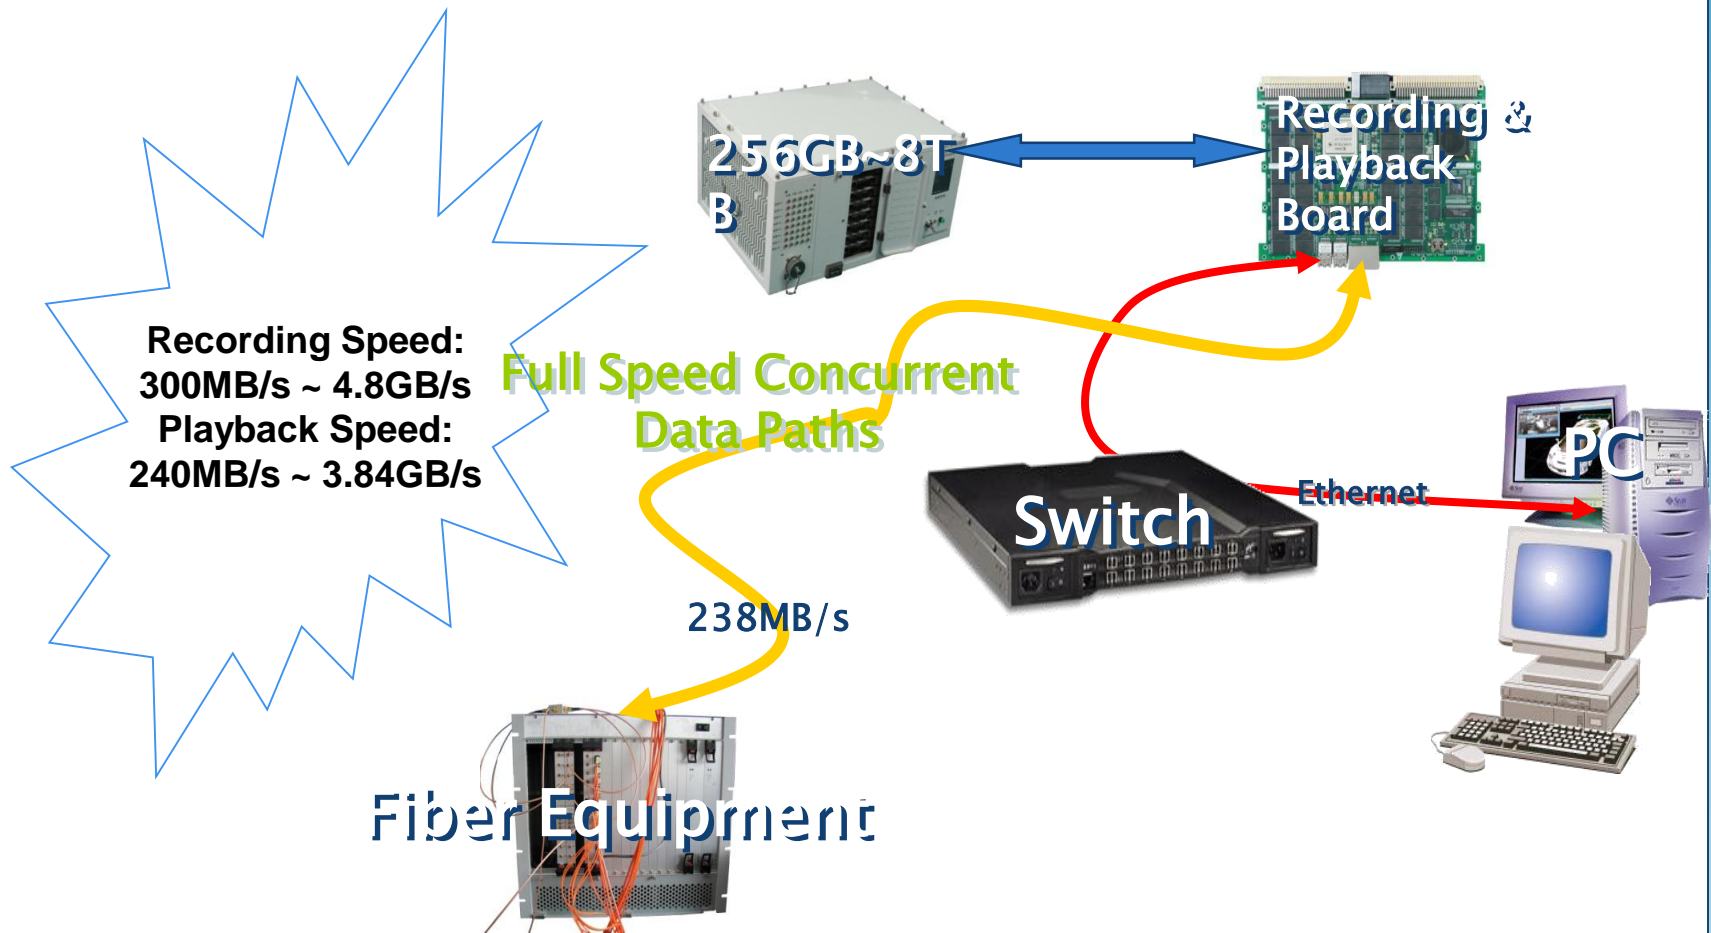 256GB~8T
B
Recording &
Playback
Board
Recording Speed:
300MB/s ~ 4.8GB/s
Playback Speed:
240MB/s ~ 3.84GB/s
Full Speed Concurrent
Data Paths
PC
Ethernet
Switch
238MB/s
Fiber Equipment